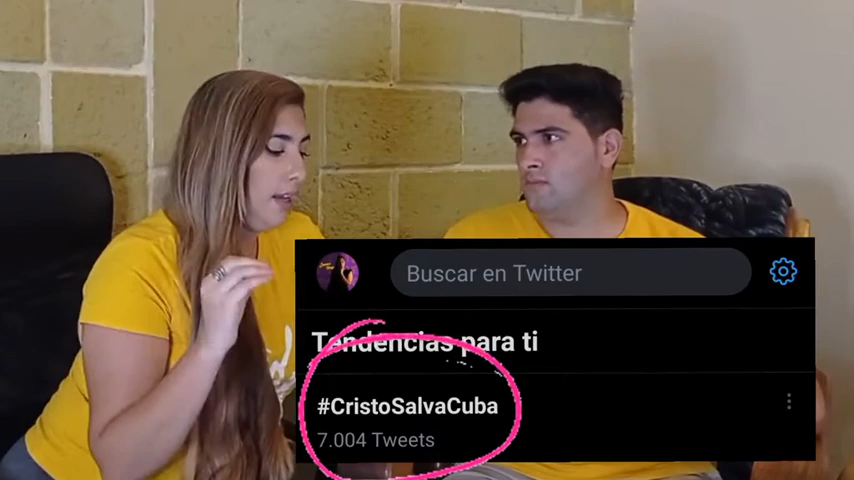 Buscar en Twitter
Tendencias para ti
#CristoSalvaCuba
7.004 Tweets